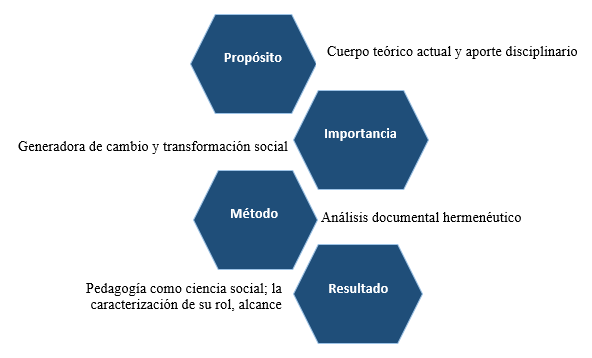 Propósito
Cuerpo teórico actual y aporte disciplinario
Importancia
Generadora de cambio y transformación social
Método
Análisis documental hermenéutico
Resultado
Pedagogía como ciencia social; la
caracterización de su rol, alcance